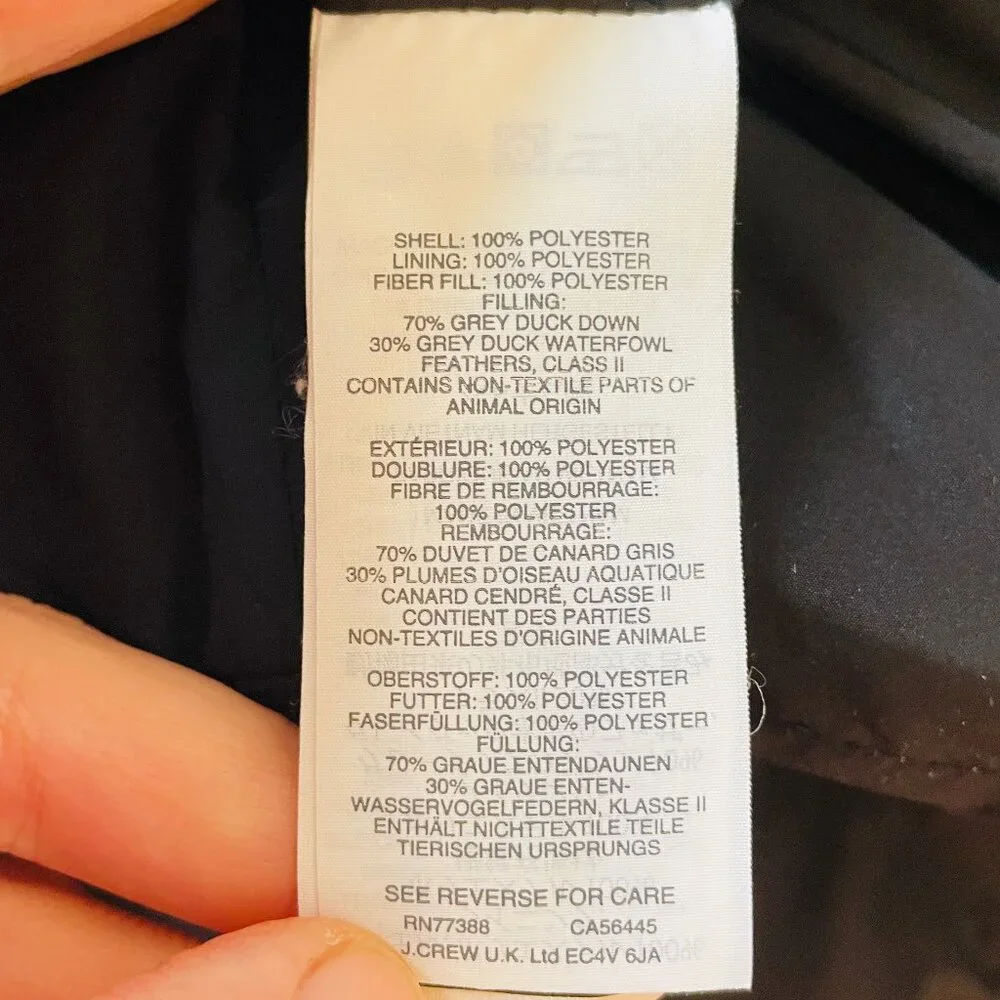 SHELL: 100% POLYESTER
LINING: 100% POLYESTER
FIBER FILL: 100% POLYESTER
FILLING:
70% GREY DUCK DOWN
30% GREY DUCK WATERFOWL
FEATHERS, CLASS II
CONTAINS NON-TEXTILE PARTS OF
ANIMAL ORIGIN
EXTÉRIEUR: 100% POLYESTER
DOUBLURE: 100% POLYESTER
FIBRE DE REMBOURRAGE:
100% POLYESTER
REMBOURRAGE:
70% DUVET DE CANARD GRIS
30% PLUMES D'OISEAU AQUATIQUE
CANARD CENDRÉ, CLASSE II
CONTIENT DES PARTIES
NON-TEXTILES D'ORIGINE ANIMALE
OBERSTOFF: 100% POLYESTER
FUTTER: 100% POLYESTER
FASERFÜLLUNG: 100% POLYESTER
FÜLLUNG:
70% GRAUE ENTENDAUNEN
30% GRAUE ENTEN-
WASSERVOGELFEDERN, KLASSE II
ENTHÄLT NICHTTEXTILE TEILE
TIERISCHEN URSPRUNGS
SEE REVERSE FOR CARE
RN77388 CA56445
J.CREW U.K. Ltd EC4V 6JA